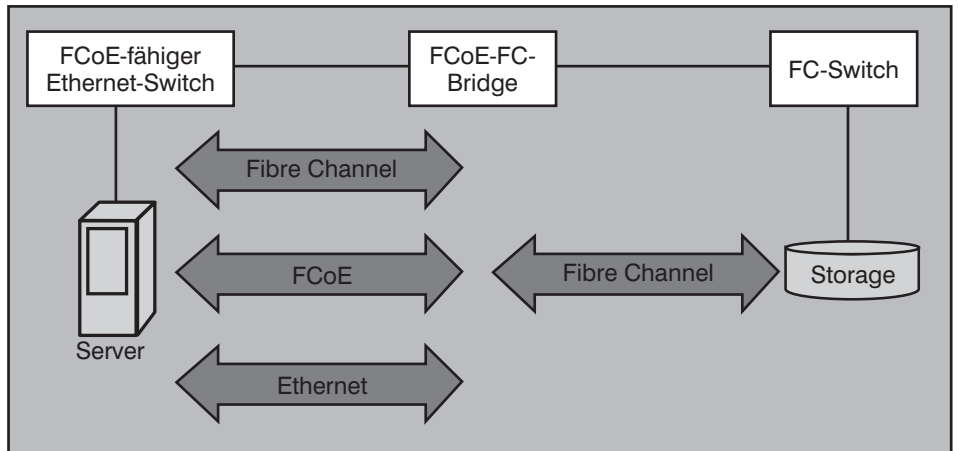 FCoE-fähiger
Ethernet-Switch
FCoE-FC-
Bridge
FC-Switch
Fibre Channel
FCoE
Fibre Channel
Storage
Server
Ethernet